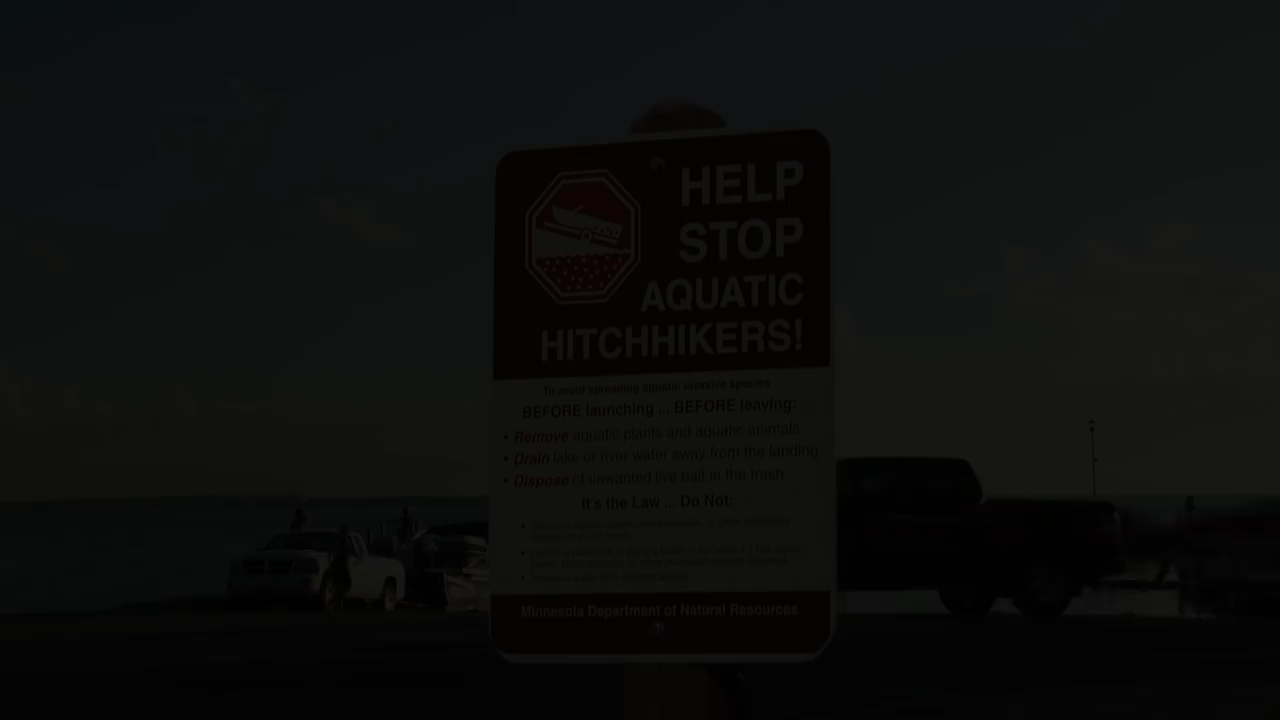 HELP
STOP
AQUATIC
HITCHHIKERS!
To avoid spreading aquatic invasive species
BEFORE launching ... BEFORE leaving:
• Remove aquatic plants and aquatic animals
• Drain lake or river water away from the landing
• Dispose of unwanted live bait in the trash
It's the Law ... Do Not:
Minnesota Department of Natural Resources